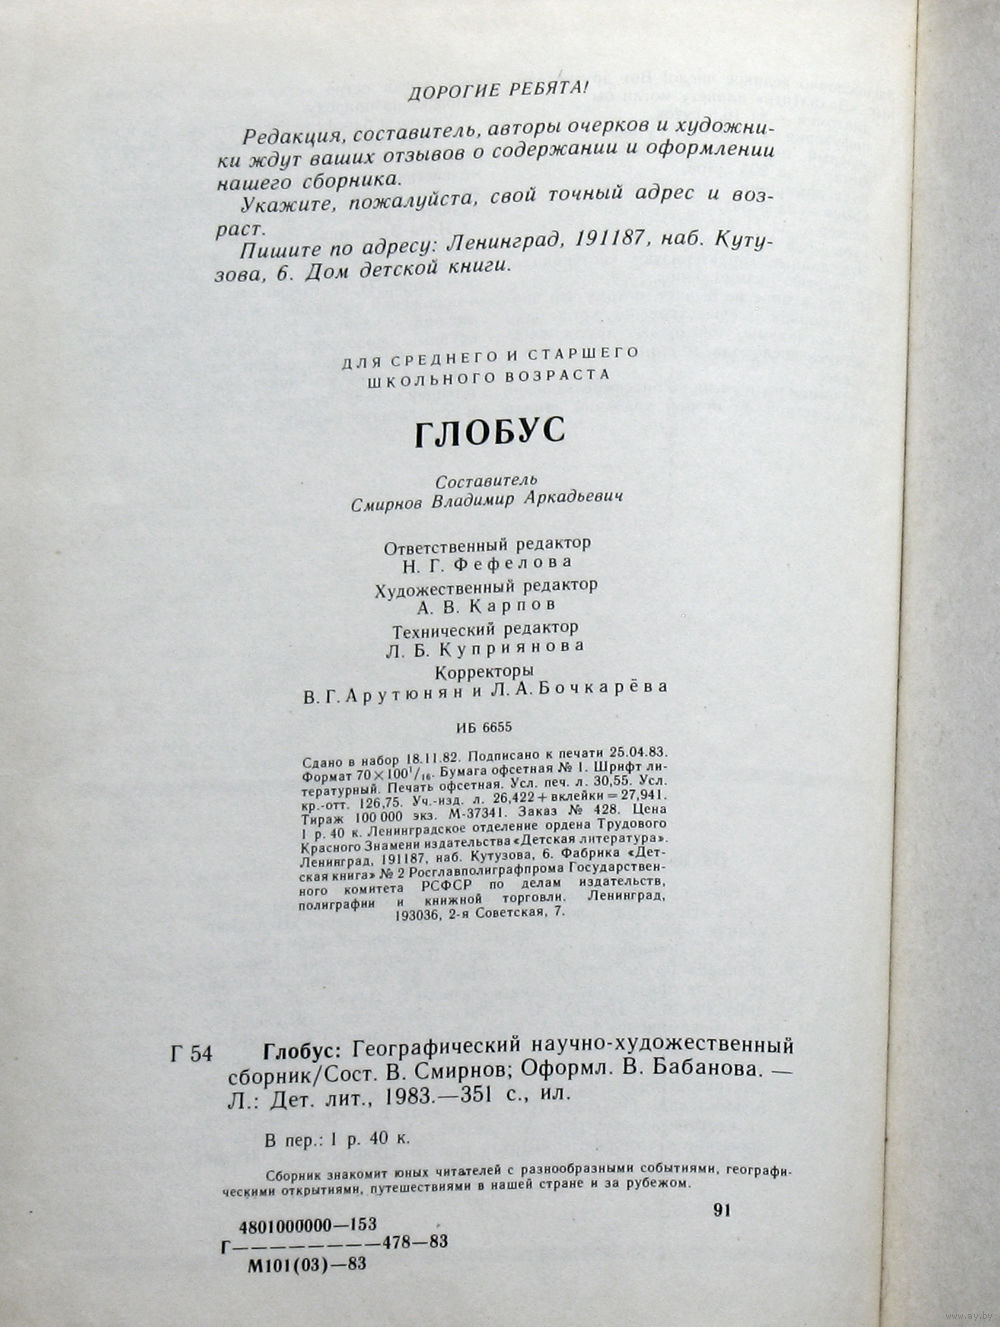 ДОРОГИЕ РЕБЯТА!
Редакция, составитель, авторы очерков и художни-
ки ждут ваших отзывов о содержании и оформлении
нашего сборника.
Укажите, пожалуйста, свой точный адрес и воз-
раст.
Пишите по адресу: Ленинград, 191187, наб. Куту-
зова, 6. Дом детской книги.
ДЛЯ СРЕДНЕГО И СТАРШЕГО
ШКОЛЬНОГО ВОЗРАСТА
ГЛОБУС
Составитель
Смирнов Владимир Аркадьевич
Ответственный редактор
Н. Г. Фефелова
Художественный редактор
А. В. Карпов
Технический редактор
Л. Б. Куприянова
Корректоры
В. Г. Арутюнян и Л. А. Бочкарёва
ИБ 6655
Сдано в набор 18.11.82. Подписано к печати 25.04.83.
Формат 70×100 1/16. Бумага офсетная № 1. Шрифт ли-
тературный. Печать офсетная. Усл. печ. л. 30,55. Усл.
кр.-отт. 126,75. Уч.-изд. л. 26,422+вклейки=27,941.
Тираж 100 000 экз. М-37341. Заказ № 428. Цена
1 р. 40 к. Ленинградское отделение ордена Трудового
Красного Знамени издательства «Детская литература».
Ленинград, 191187, наб. Кутузова, 6. Фабрика «Дет-
ская книга» № 2 Росглавполиграфпрома Государствен-
ного комитета РСФСР по делам издательств,
полиграфии и книжной торговли. Ленинград,
193036, 2-я Советская, 7.
Г 54 Глобус: Географический научно-художественный
сборник/Сост. В. Смирнов; Оформл. В. Бабанова. —
Л.: Дет. лит., 1983.—351 с., ил.
В пер.: 1 р. 40 к.
Сборник знакомит юных читателей с разнообразными событиями, географи-
ческими открытиями, путешествиями в нашей стране и за рубежом.
91
4801000000—153
Г————————478—83
М101(03)—83
www.ay.by